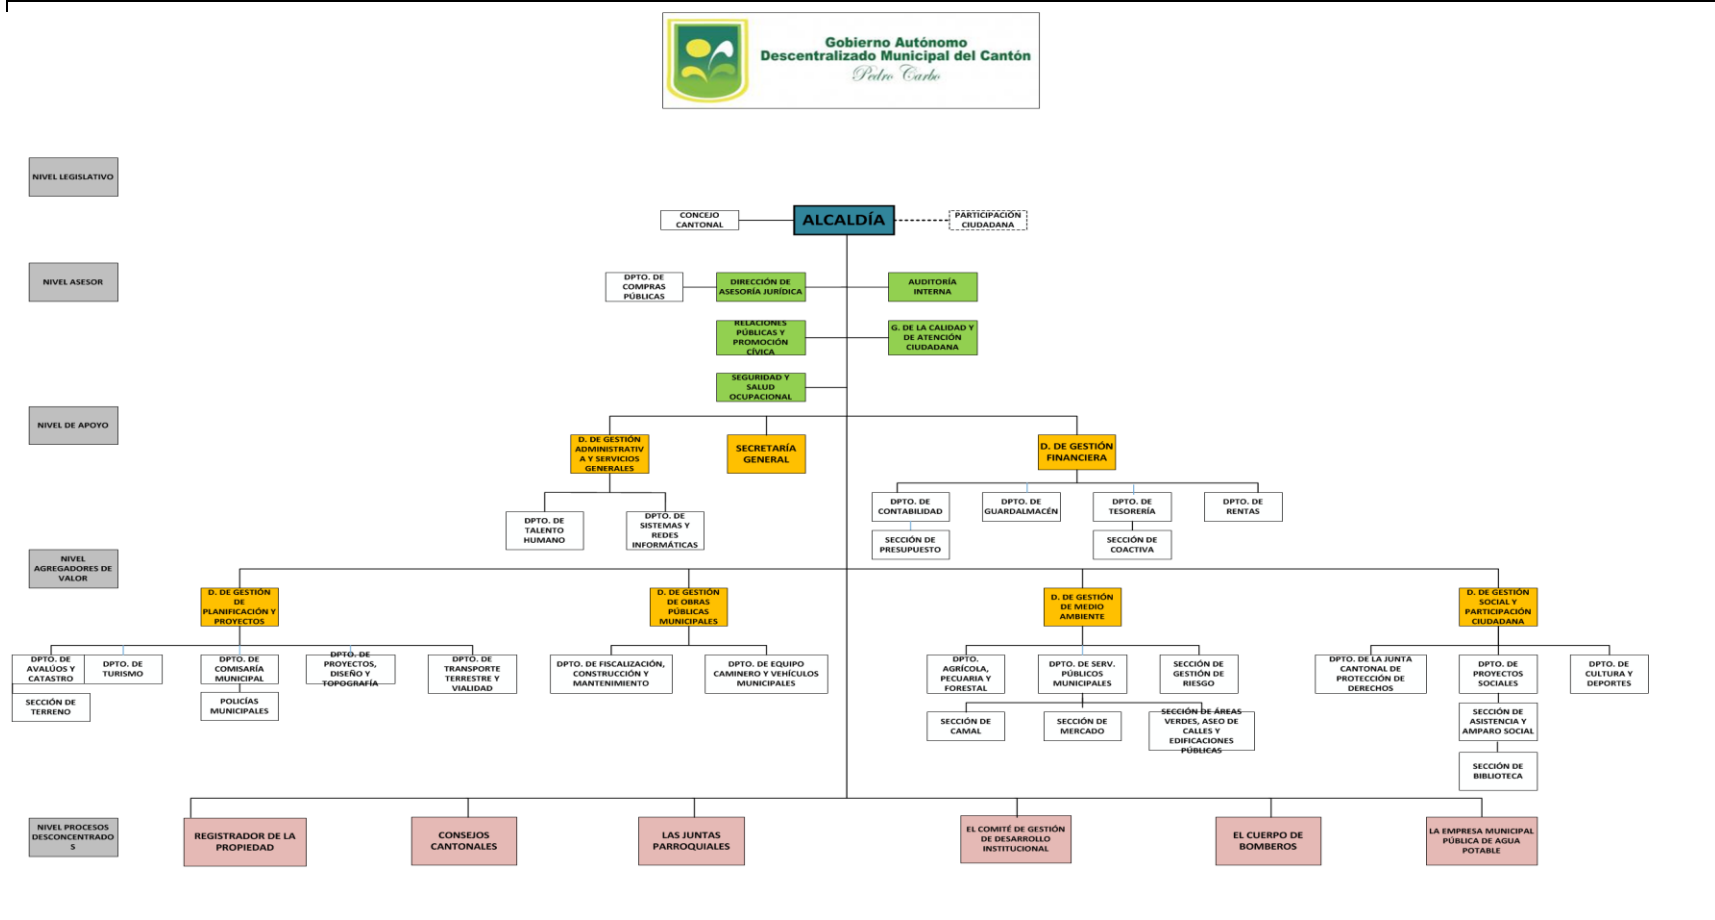 Gobierno Autónomo
Descentralizado Municipal del Cantón
Pedro Carbo
NIVEL LEGISLATIVO
CONCEJO
CANTONAL
ALCALDÍA
PARTICIPACIÓN
CIUDADANA
NIVEL ASESOR
DPTO. DE
COMPRAS
PÚBLICAS
DIRECCIÓN DE
ASESORÍA JURÍDICA
AUDITORÍA
INTERNA
RELACIONES
PÚBLICAS Y
PROMOCIÓN
CÍVICA
G. DE LA CALIDAD Y
DE ATENCIÓN
CIUDADANA
SEGURIDAD Y
SALUD
OCUPACIONAL
NIVEL DE APOYO
D. DE GESTIÓN
ADMINISTRATIV
A Y SERVICIOS
GENERALES
SECRETARÍA
GENERAL
D. DE GESTIÓN
FINANCIERA
DPTO. DE
TALENTO
HUMANO
DPTO. DE
SISTEMAS Y
REDES
INFORMÁTICAS
DPTO. DE
CONTABILIDAD
DPTO. DE
GUARDALMACÉN
DPTO. DE
TESORERÍA
DPTO. DE
RENTAS
SECCIÓN DE
PRESUPUESTO
SECCIÓN DE
COACTIVA
NIVEL
AGREGADORES DE
VALOR
D. DE GESTIÓN
DE
PLANIFICACIÓN Y
PROYECTOS
D. DE GESTIÓN
DE OBRAS
PÚBLICAS
MUNICIPALES
D. DE GESTIÓN
DE MEDIO
AMBIENTE
D. DE GESTIÓN
SOCIAL Y
PARTICIPACIÓN
CIUDADANA
DPTO. DE
AVALÚOS Y
CATASTRO
DPTO. DE
TURISMO
DPTO. DE
COMISARÍA
MUNICIPAL
DPTO. DE
PROYECTOS,
DISEÑO Y
TOPOGRAFÍA
DPTO. DE
TRANSPORTE
TERRESTRE Y
VIALIDAD
DPTO. DE FISCALIZACIÓN,
CONSTRUCCIÓN Y
MANTENIMIENTO
DPTO. DE EQUIPO
CAMINERO Y VEHÍCULOS
MUNICIPALES
DPTO.
AGRÍCOLA,
PECUARIA Y
FORESTAL
DPTO. DE SERV.
PÚBLICOS
MUNICIPALES
SECCIÓN DE
GESTIÓN DE
RIESGO
DPTO. DE LA JUNTA
CANTONAL DE
PROTECCIÓN DE
DERECHOS
DPTO. DE
PROYECTOS
SOCIALES
DPTO. DE
CULTURA Y
DEPORTES
SECCIÓN DE
TERRENO
POLICÍAS
MUNICIPALES
SECCIÓN DE
CAMAL
SECCIÓN DE
MERCADO
SECCIÓN DE ÁREAS
VERDES, ASEO DE
CALLES Y
EDIFICACIONES
PÚBLICAS
SECCIÓN DE
ASISTENCIA Y
AMPARO SOCIAL
SECCIÓN DE
BIBLIOTECA
NIVEL PROCESOS
DESCONCENTRADO
S
REGISTRADOR DE LA
PROPIEDAD
CONSEJOS
CANTONALES
LAS JUNTAS
PARROQUIALES
EL COMITÉ DE GESTIÓN
DE DESARROLLO
INSTITUCIONAL
EL CUERPO DE
BOMBEROS
LA EMPRESA MUNICIPAL
PÚBLICA DE AGUA
POTABLE